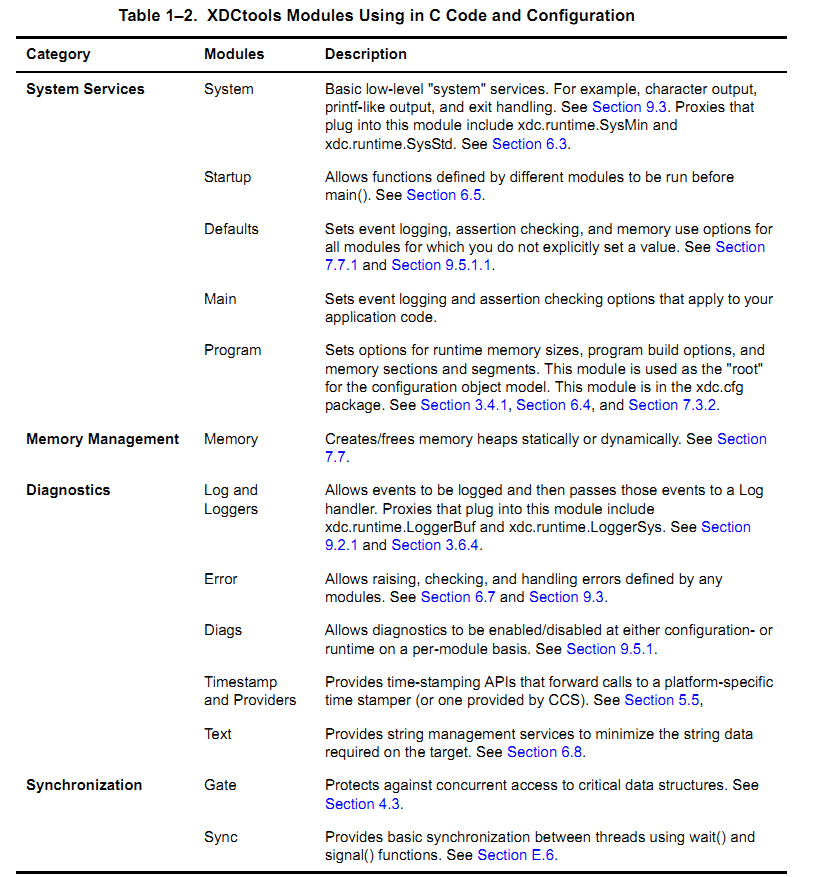 Table 1–2. XDCtools Modules Using in C Code and Configuration
Category Modules Description
System Services System Basic low-level "system" services. For example, character output,
printf-like output, and exit handling. See Section 9.3. Proxies that
plug into this module include xdc.runtime.SysMin and
xdc.runtime.SysStd. See Section 6.3.
Startup Allows functions defined by different modules to be run before
main(). See Section 6.5.
Defaults Sets event logging, assertion checking, and memory use options for
all modules for which you do not explicitly set a value. See Section
7.7.1 and Section 9.5.1.1.
Main Sets event logging and assertion checking options that apply to your
application code.
Program Sets options for runtime memory sizes, program build options, and
memory sections and segments. This module is used as the "root"
for the configuration object model. This module is in the xdc.cfg
package. See Section 3.4.1, Section 6.4, and Section 7.3.2.
Memory Management Memory Creates/frees memory heaps statically or dynamically. See Section
7.7.
Diagnostics Log and Allows events to be logged and then passes those events to a Log
Loggers handler. Proxies that plug into this module include
xdc.runtime.LoggerBuf and xdc.runtime.LoggerSys. See Section
9.2.1 and Section 3.6.4.
Error Allows raising, checking, and handling errors defined by any
modules. See Section 6.7 and Section 9.3.
Diags Allows diagnostics to be enabled/disabled at either configuration- or
runtime on a per-module basis. See Section 9.5.1.
Timestamp Provides time-stamping APIs that forward calls to a platform-specific
and Providers time stamper (or one provided by CCS). See Section 5.5,
Text Provides string management services to minimize the string data
required on the target. See Section 6.8.
Synchronization Gate Protects against concurrent access to critical data structures. See
Section 4.3.
Sync Provides basic synchronization between threads using wait() and
signal() functions. See Section E.6.